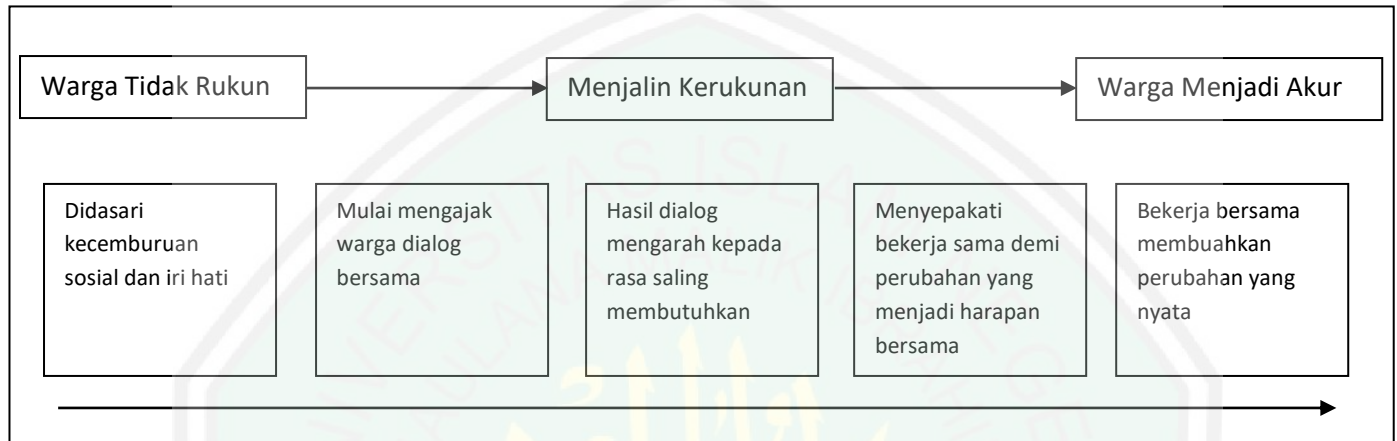 Warga Tidak Rukun
Menjalin Kerukunan
Warga Menjadi Akur
Didasari
kecemburuan
sosial dan iri hati
Mulai mengajak
warga dialog
bersama
Hasil dialog
mengarah kepada
rasa saling
membutuhkan
Menyepakati
bekerja sama demi
perubahan yang
menjadi harapan
bersama
Bekerja bersama
membuahkan
perubahan yang
nyata